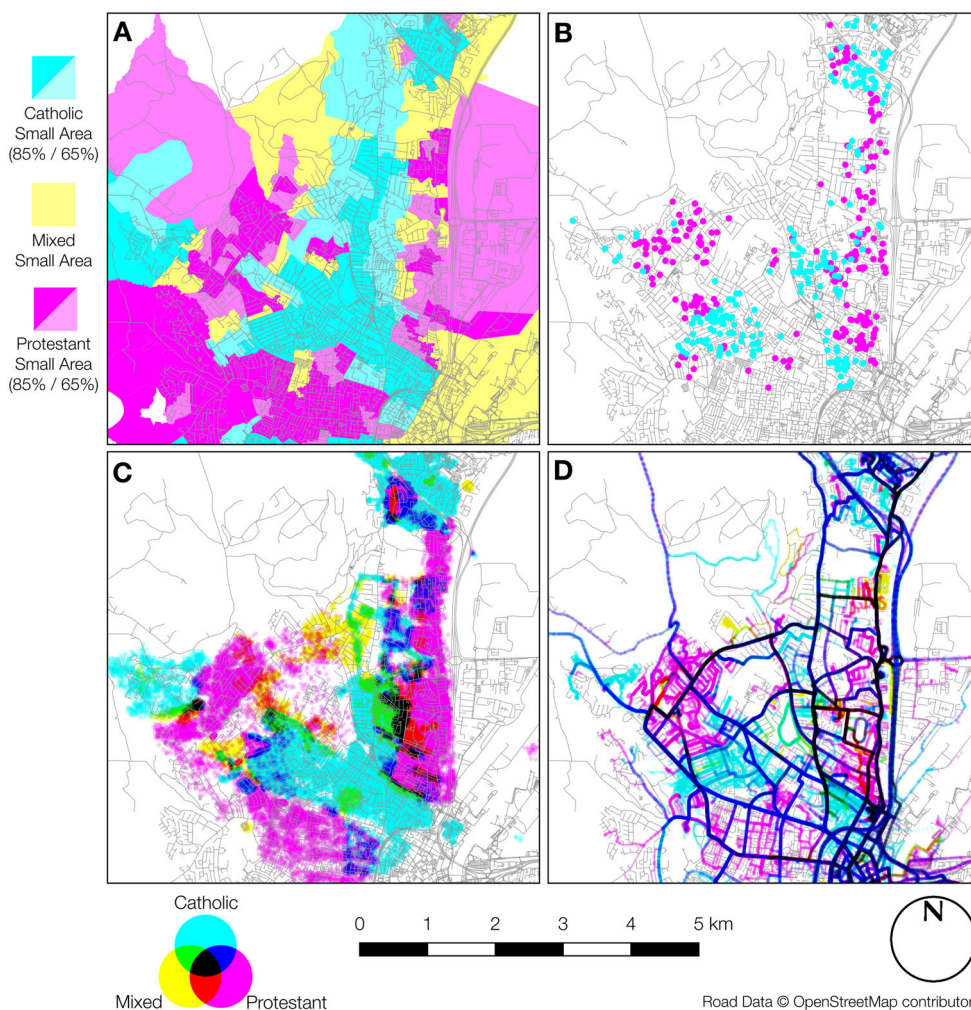 A
B
Catholic
Small Area
(85% / 65%)
Mixed
Small Area
Protestant
Small Area
(85% / 65%)
C
D
Catholic
Mixed
Protestant
0 1 2 3 4 5 km
N
Road Data © OpenStreetMap contributor